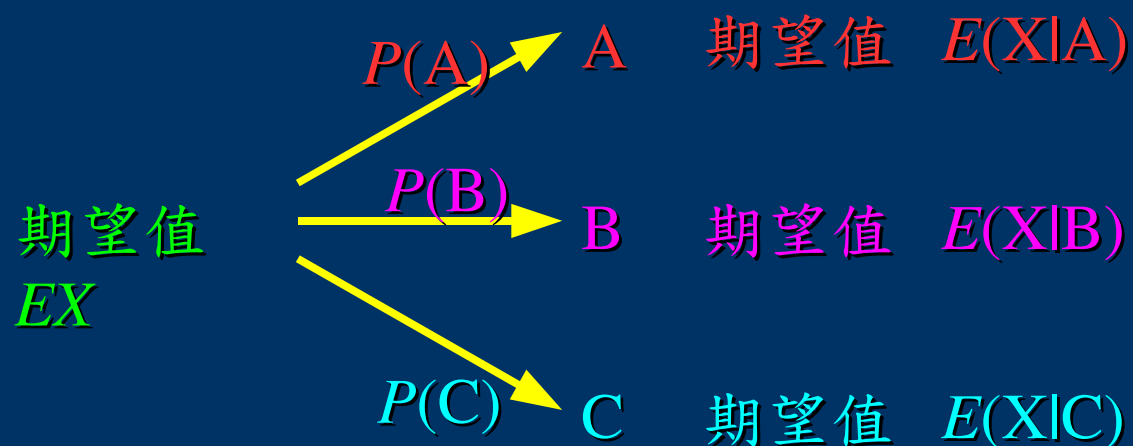 P(A) A 期望值 E(X|A)
P(B) B 期望值 E(X|B)
期望值
EX
P(C) C 期望值 E(X|C)